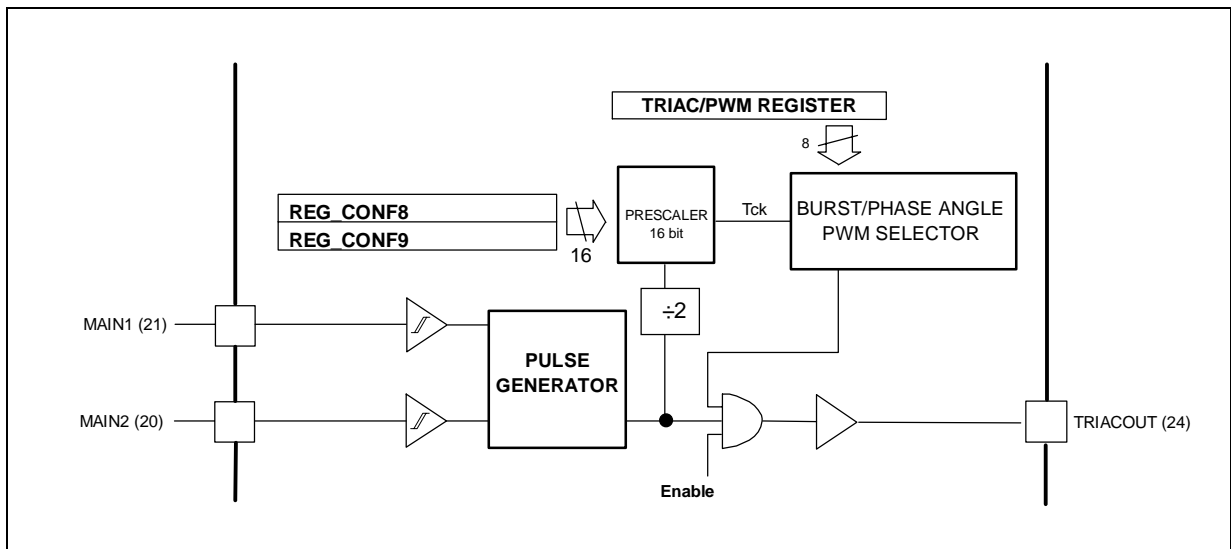 TRIAC/PWM REGISTER
8
REG_CONF8
REG_CONF9
16
PRESCALER
16 bit
Tck
BURST/PHASE ANGLE
PWM SELECTOR
÷2
MAIN1 (21)
PULSE
GENERATOR
MAIN2 (20)
TRIACOUT (24)
Enable